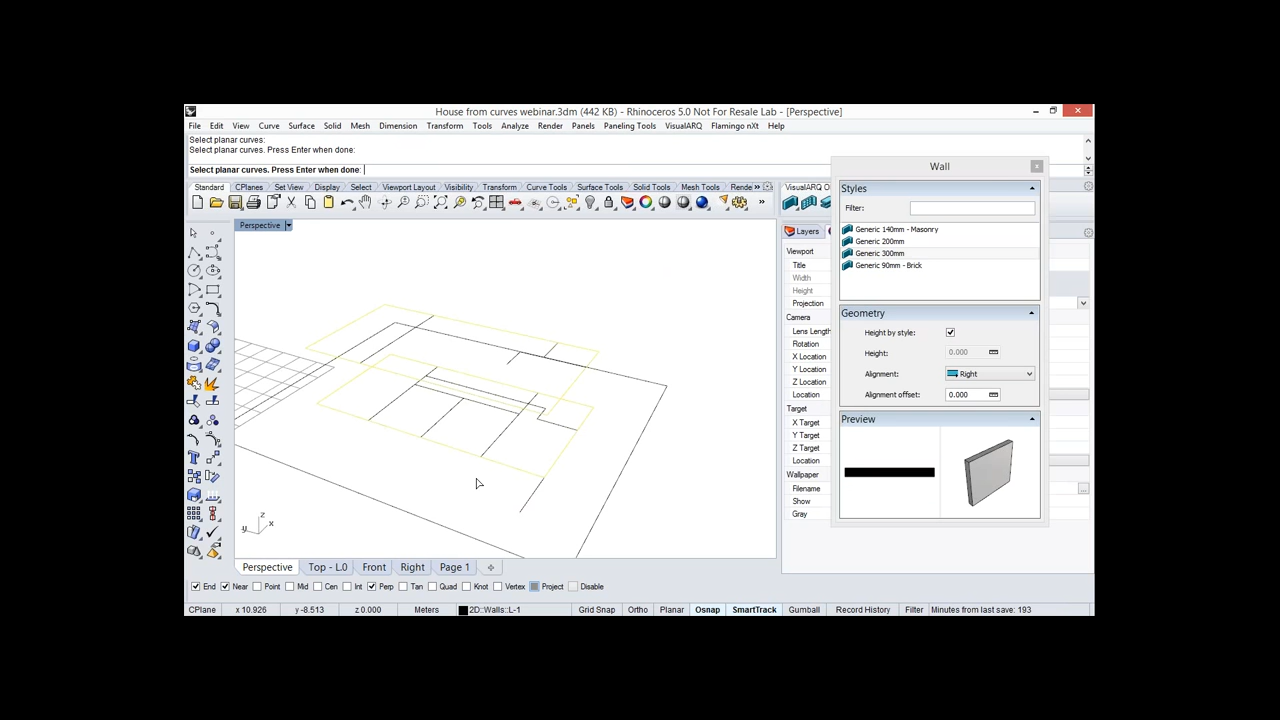 House from curves webinar.3dm (442 KB) - Rhinoceros 5.0 Not For Resale Lab - [Perspective]
File Edit View Curve Surface Solid Mesh Dimension Transform Tools Analyze Render Panels Paneling Tools VisualARQ Flamingo nXt Help
Select planar curves:
Select planar curves. Press Enter when done:
Select planar curves. Press Enter when done:
Standard CPlanes Set View Display Select Viewport Layout Visibility Transform Curve Tools Surface Tools Solid Tools Mesh Tools Rende »
VisualARQ O
Perspective
z
y
x
Layers
Viewport
Title
Width
Height
Projection
Camera
Lens Length
Rotation
X Location
Y Location
Z Location
Location
Target
X Target
Y Target
Z Target
Location
Wallpaper
Filename
Show
Gray
Wall
Styles
Filter:
Generic 140mm - Masonry
Generic 200mm
Generic 300mm
Generic 90mm - Brick
Geometry
Height by style:
Height: 0.000
Alignment: Right
Alignment offset: 0.000
Preview
Perspective Top - L.0 Front Right Page 1
End Near Point Mid Cen Int Perp Tan Quad Knot Vertex Project Disable
CPlane x 10.926 y -8.513 z 0.000 Meters 2D::Walls::L-1 Grid Snap Ortho Planar Osnap SmartTrack Gumball Record History Filter Minutes from last save: 193